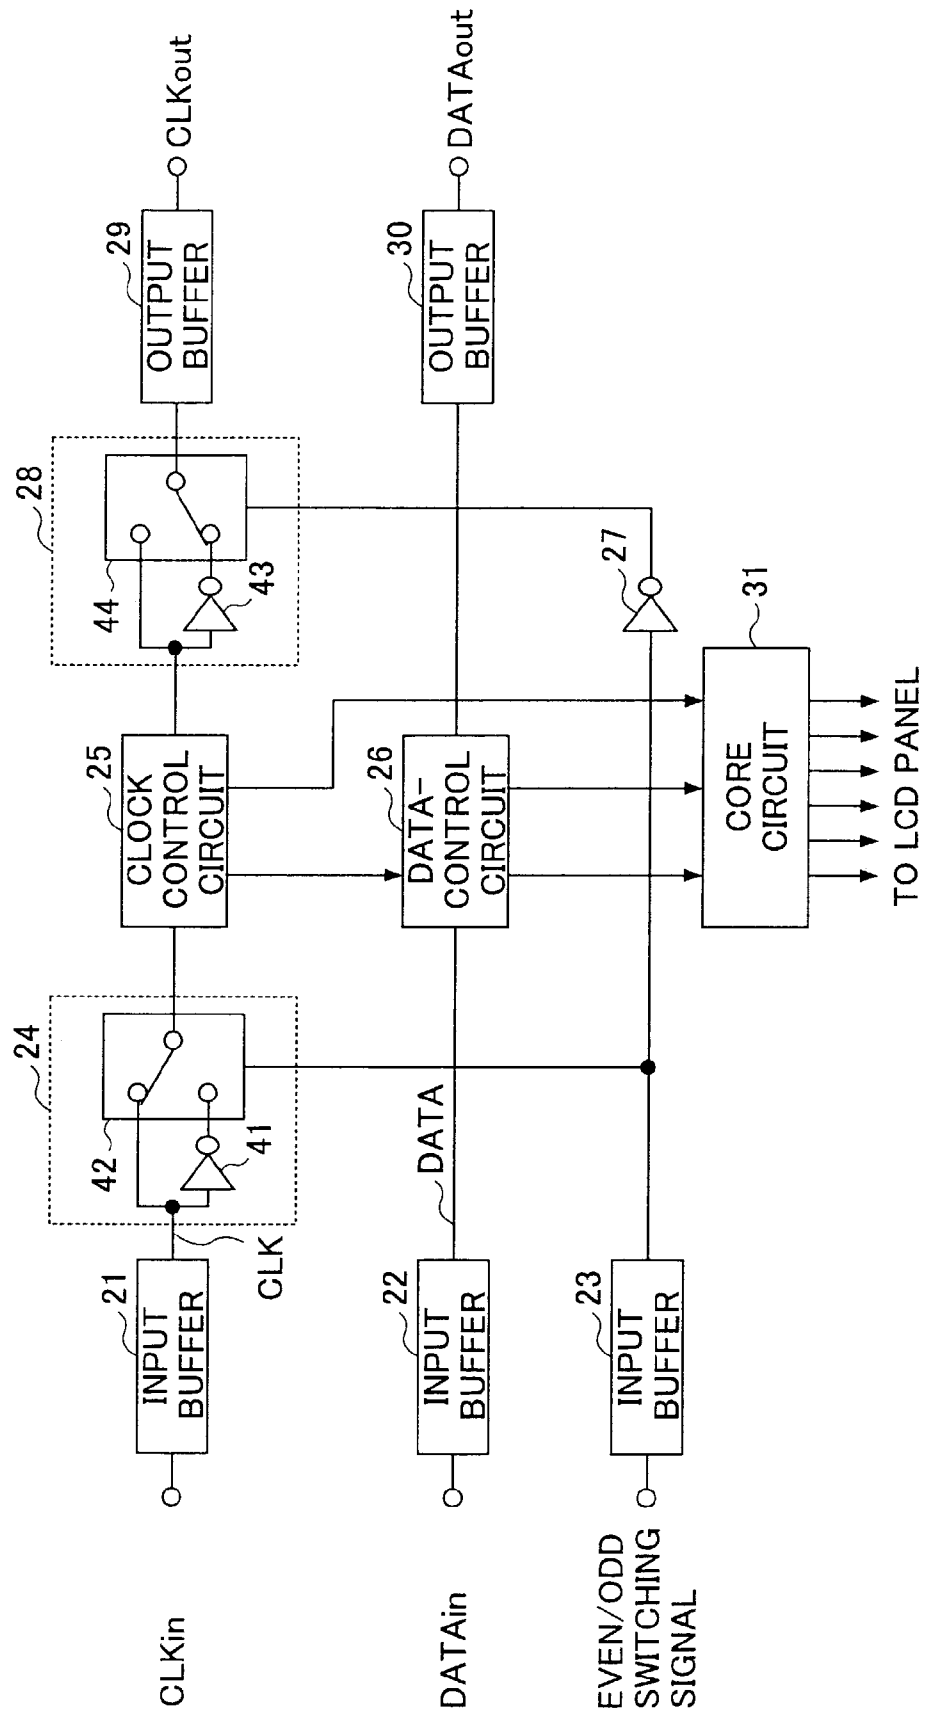 CLKin
21
INPUT
BUFFER
CLK
24
42
41
25
CLOCK
CONTROL
CIRCUIT
28
44
43
29
OUTPUT
BUFFER
CLKout
DATAin
22
INPUT
BUFFER
DATA
26
DATA-
CONTROL
CIRCUIT
30
OUTPUT
BUFFER
DATAout
EVEN/ODD
SWITCHING
SIGNAL
23
INPUT
BUFFER
27
31
CORE
CIRCUIT
TO LCD PANEL